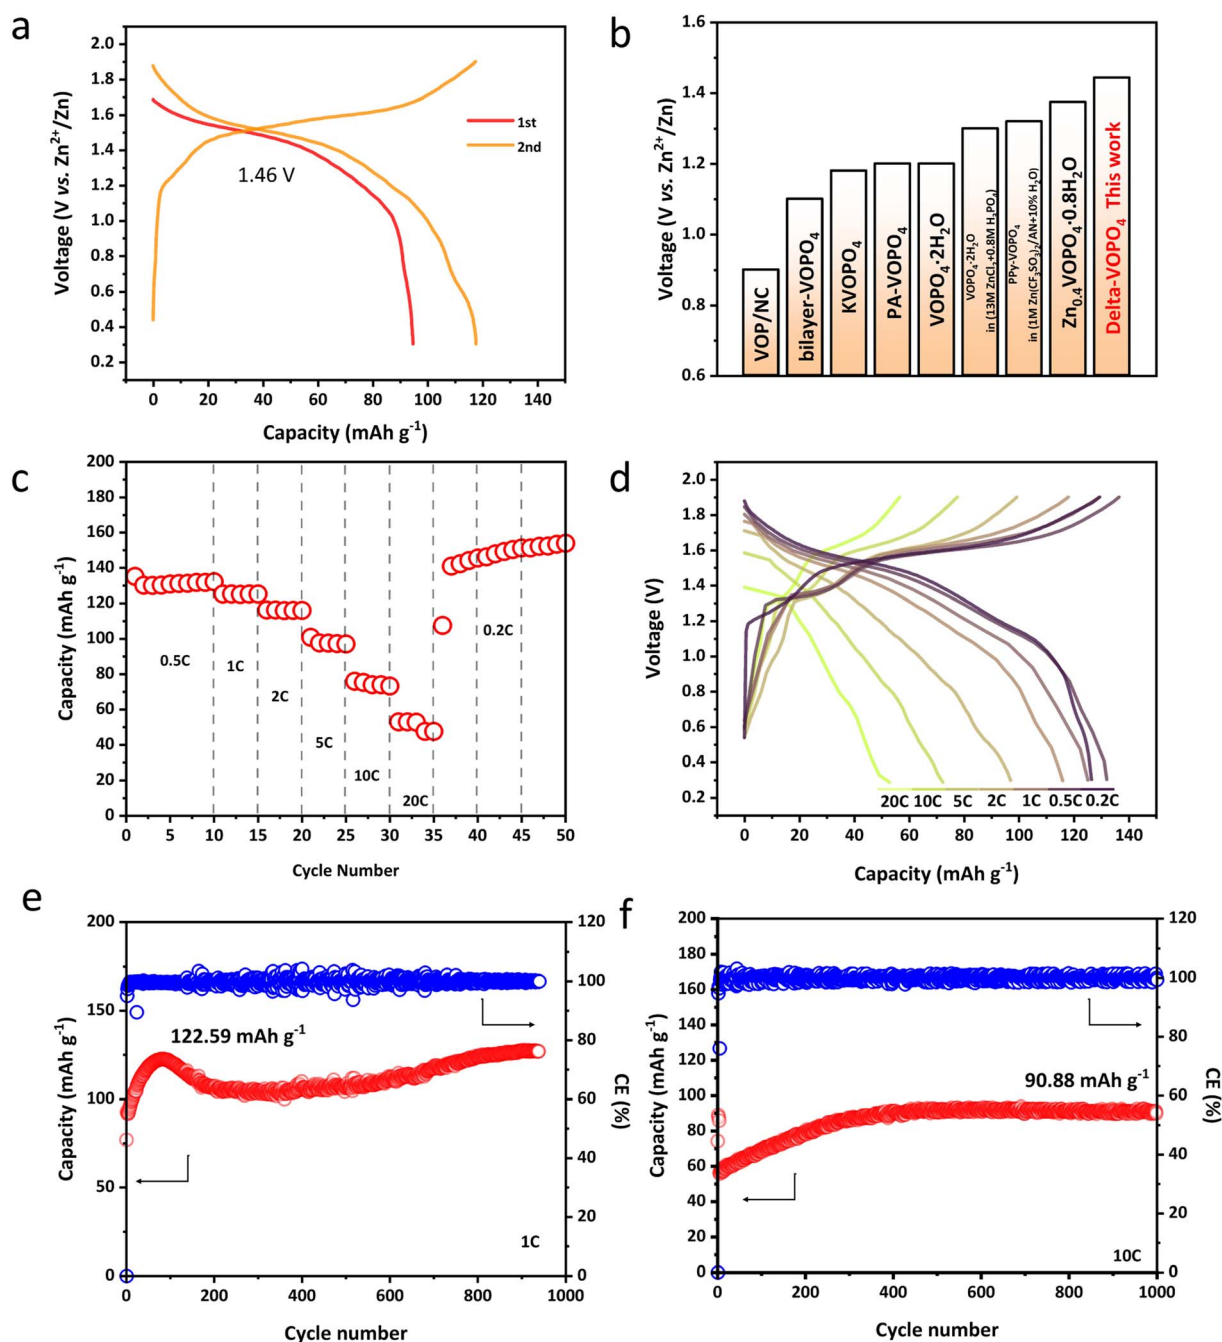 a
2.0
1.8
1.6
1.4
1.2
1.0
0.8
0.6
0.4
0.2
Voltage (V vs. Zn²⁺/Zn)
1st
2nd
1.46 V
0 20 40 60 80 100 120 140
Capacity (mAh g⁻¹)
b
1.6
1.4
1.2
1.0
0.8
0.6
Voltage (V vs. Zn²⁺/Zn)
VOP/NC
bilayer-VOPO₄
KVOPO₄
PA-VOPO₄
VOPO₄·2H₂O
VOPO₄·2H₂O
in (13M ZnCl₂+0.8M H₃PO₄)
PPy-VOPO₄
in (1M Zn(CF₃SO₃)₂/AN+10% H₂O)
Zn₀.₄VOPO₄·0.8H₂O
Delta-VOPO₄ This work
c
200
180
160
140
120
100
80
60
40
20
0
Capacity (mAh g⁻¹)
0.5C
1C
2C
5C
10C
20C
0.2C
0 5 10 15 20 25 30 35 40 45 50
Cycle Number
d
2.0
1.8
1.6
1.4
1.2
1.0
0.8
0.6
0.4
0.2
Voltage (V)
20C 10C 5C 2C 1C 0.5C 0.2C
0 20 40 60 80 100 120 140
Capacity (mAh g⁻¹)
e
200
150
100
50
0
Capacity (mAh g⁻¹)
122.59 mAh g⁻¹
1C
120
100
80
60
40
20
0
CE (%)
0 200 400 600 800 1000
Cycle number
f
200
180
160
140
120
100
80
60
40
20
0
Capacity (mAh g⁻¹)
90.88 mAh g⁻¹
10C
120
100
80
60
40
20
0
CE (%)
0 200 400 600 800 1000
Cycle number